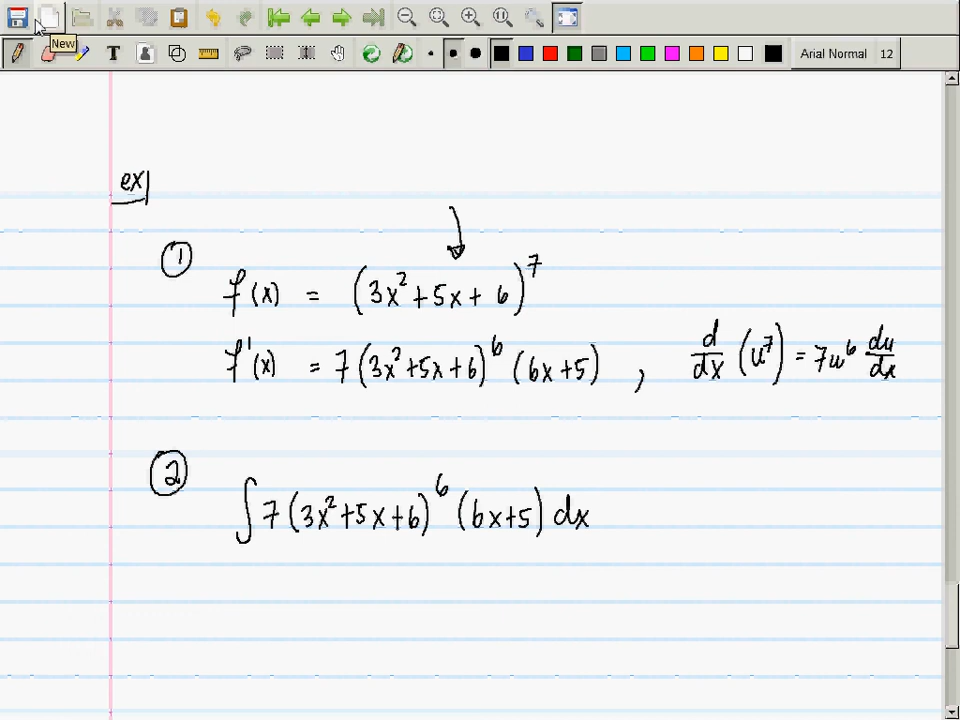 New
T
Arial Normal 12
ex
① f(x) = (3x² + 5x + 6)⁷
f'(x) = 7(3x² + 5x + 6)⁶ (6x + 5) , d/dx (u⁷) = 7u⁶ du/dx
② ∫ 7(3x² + 5x + 6)⁶ (6x + 5) dx